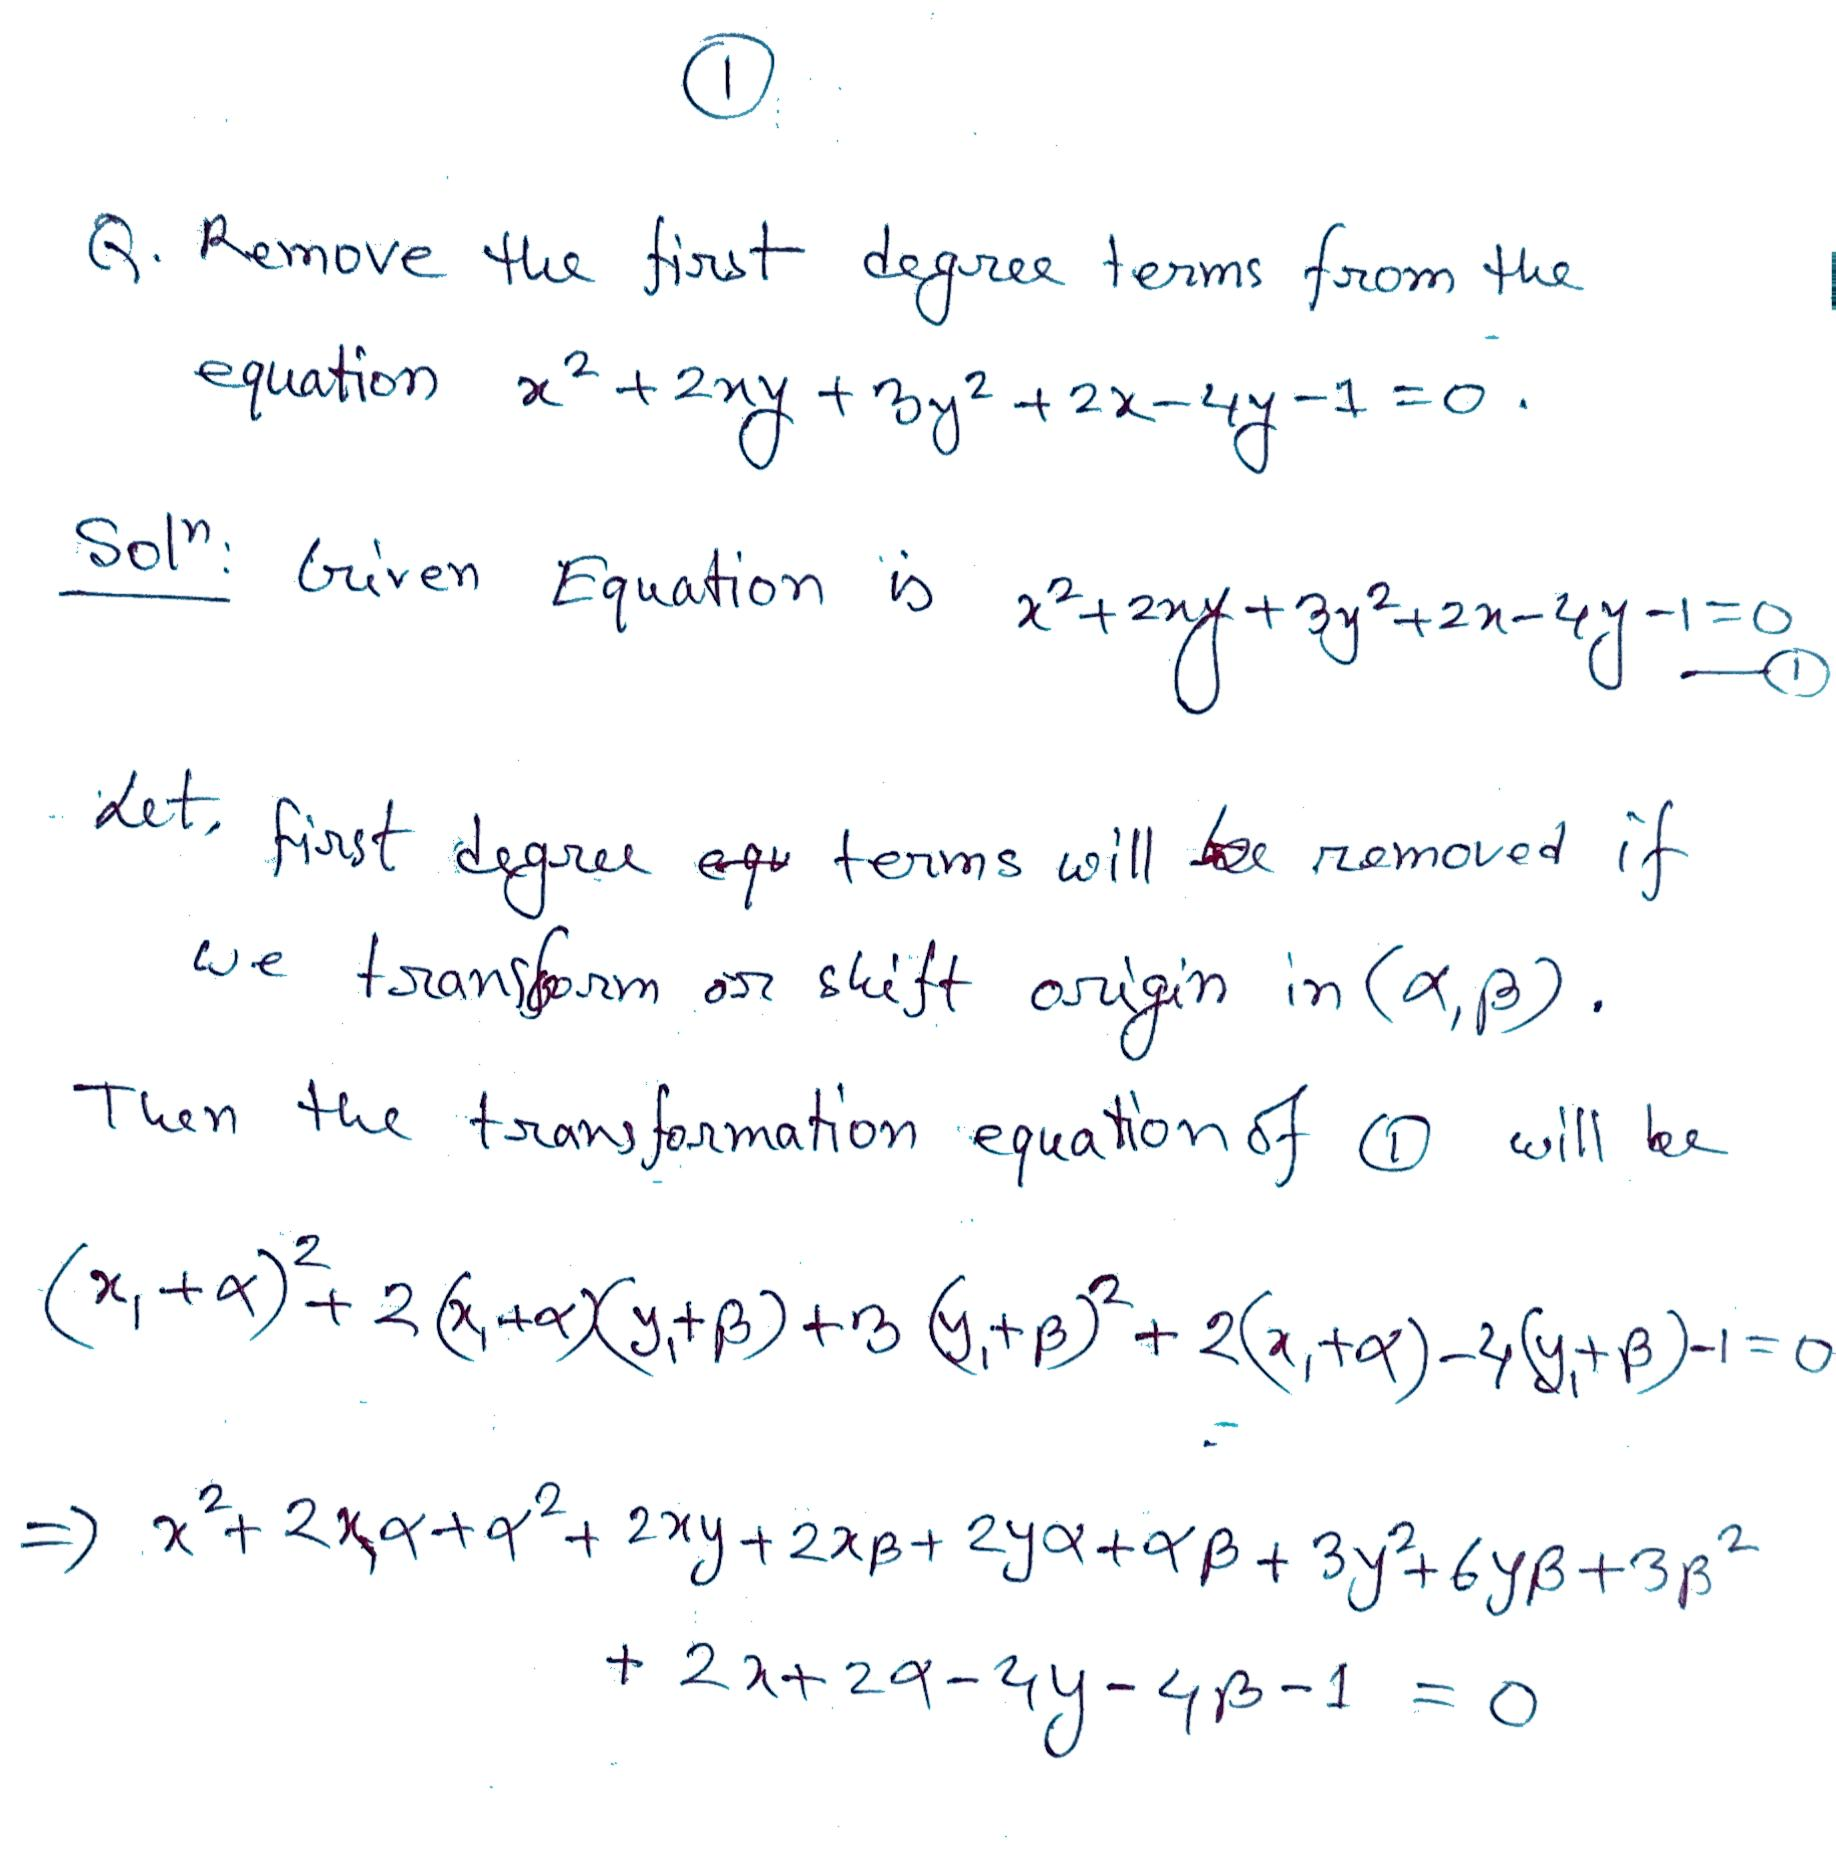 ①
Q. Remove the first degree terms from the
equation x² + 2xy + 3y² + 2x - 4y - 1 = 0.
Solⁿ: Given Equation is x² + 2xy + 3y² + 2x - 4y - 1 = 0
—①
Let, first degree equ terms will be removed if
we transform or shift origin in (α, β).
Then the transformation equation of ① will be
(x₁ + α)² + 2(x₁ + α)(y₁ + β) + 3(y₁ + β)² + 2(x₁ + α) - 4(y₁ + β) - 1 = 0
⇒ x² + 2xα + α² + 2xy + 2xβ + 2yα + αβ + 3y² + 6yβ + 3β²
+ 2x + 2α - 4y - 4β - 1 = 0